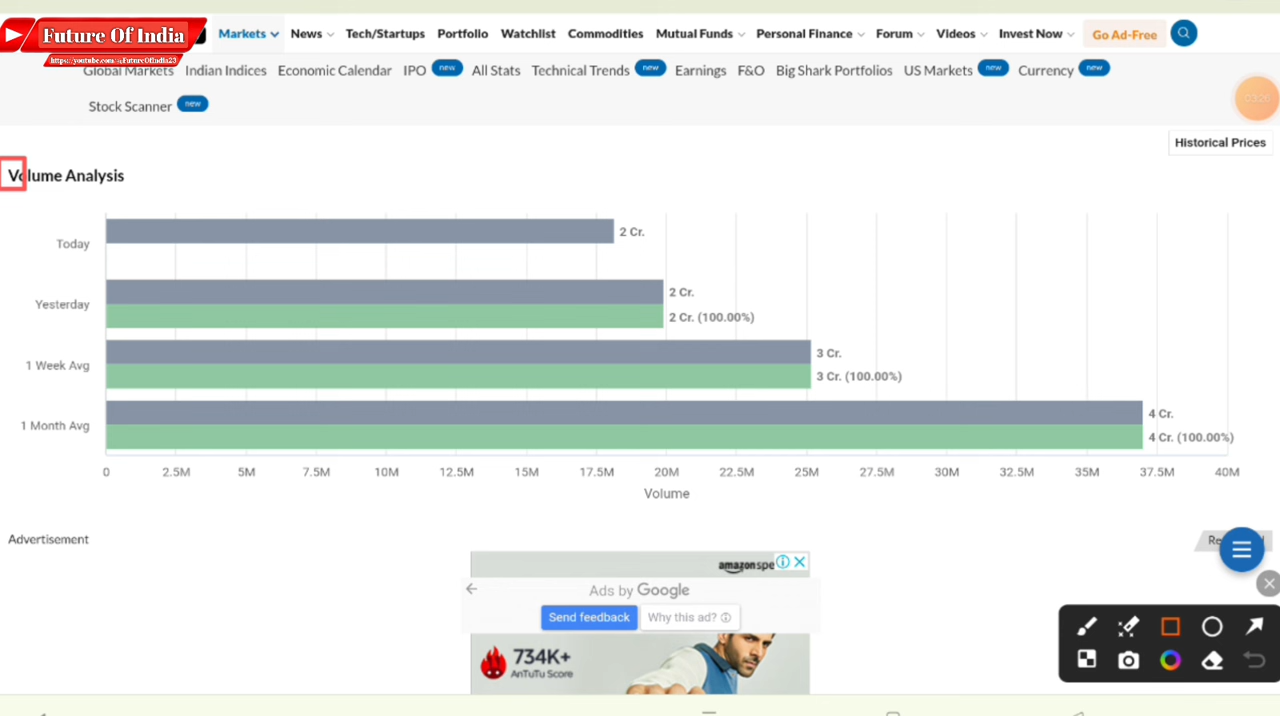 Future Of India
https://youtube.com/@FutureOfIndia23
Markets News Tech/Startups Portfolio Watchlist Commodities Mutual Funds Personal Finance Forum Videos Invest Now Go Ad-Free
Global Markets Indian Indices Economic Calendar IPO new All Stats Technical Trends new Earnings F&O Big Shark Portfolios US Markets new Currency new
03:26
Stock Scanner new
Historical Prices
Volume Analysis
Today 2 Cr.
Yesterday 2 Cr.
2 Cr. (100.00%)
1 Week Avg 3 Cr.
3 Cr. (100.00%)
1 Month Avg 4 Cr.
4 Cr. (100.00%)
0 2.5M 5M 7.5M 10M 12.5M 15M 17.5M 20M 22.5M 25M 27.5M 30M 32.5M 35M 37.5M 40M
Volume
Advertisement
amazonspe
Ads by Google
Send feedback Why this ad?
734K+
AnTuTu Score